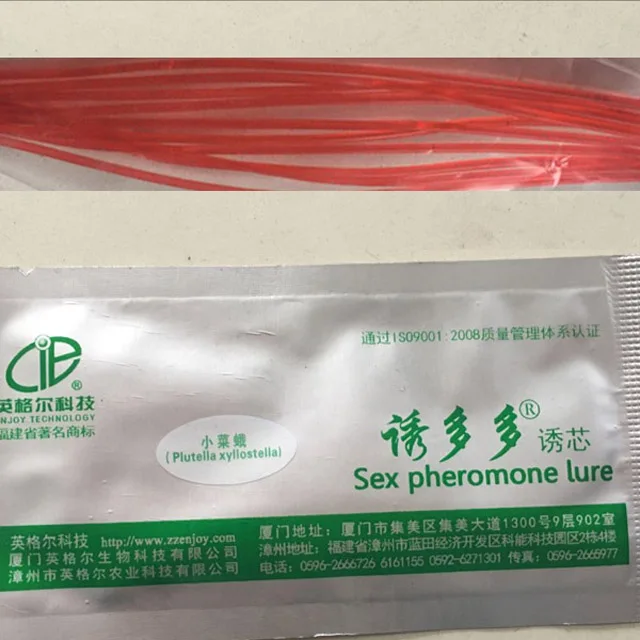 通过ISO9001:2008质量管理体系认证
CIE®
英格尔科技
ENJOY TECHNOLOGY
福建省著名商标
小菜蛾
(Plutella xyllostella)
诱多多® 诱芯
Sex pheromone lure
英格尔科技 http://www.zzenjoy.com
厦门英格尔生物科技有限公司
漳州市英格尔农业科技有限公司
厦门地址：厦门市集美区集美大道1300号9层902室
漳州地址：福建省漳州市蓝田经济开发区科能科技园区2栋4楼
电话：0596-2666726 6161155 0592-6271301 传真：0596-2665977